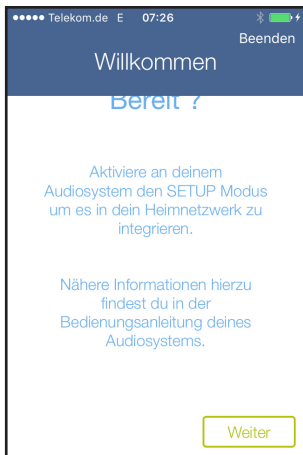 Telekom.de E 07:26
Beenden
Willkommen
Bereit ?
Aktiviere an deinem
Audiosystem den SETUP Modus
um es in dein Heimnetzwerk zu
integrieren.
Nähere Informationen hierzu
findest du in der
Bedienungsanleitung deines
Audiosystems.
Weiter